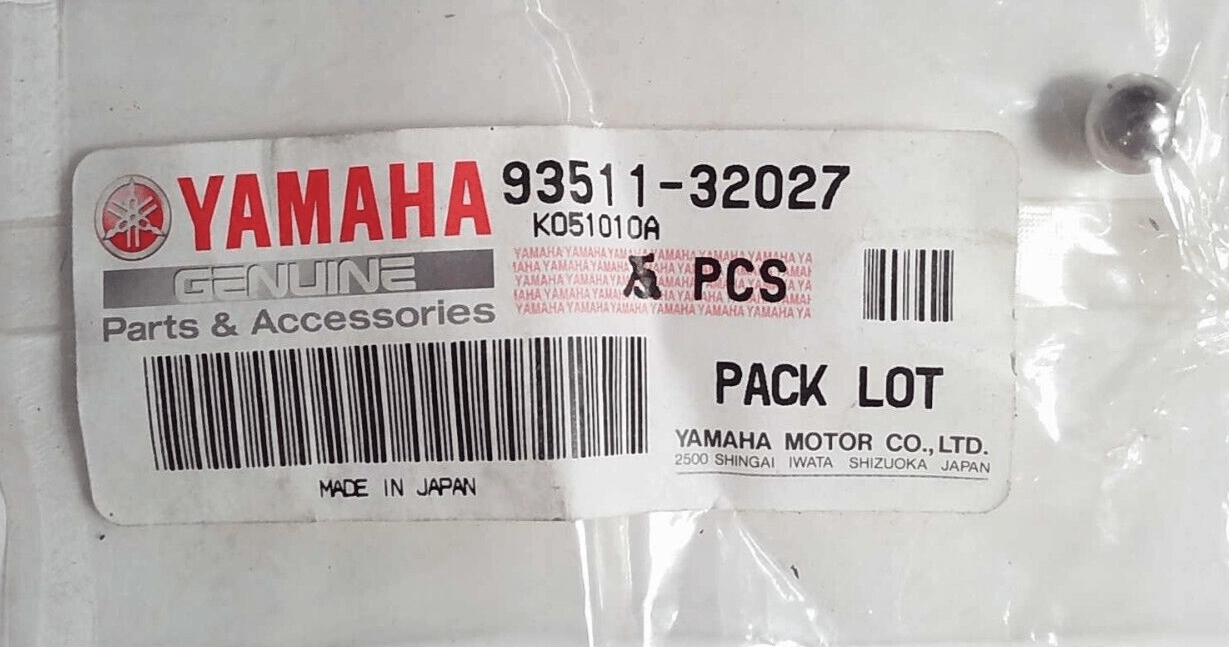 YAMAHA
GENUINE
Parts & Accessories
93511-32027
K051010A
5 PCS
PACK LOT
YAMAHA MOTOR CO., LTD.
2500 SHINGAI IWATA SHIZUOKA JAPAN
MADE IN JAPAN